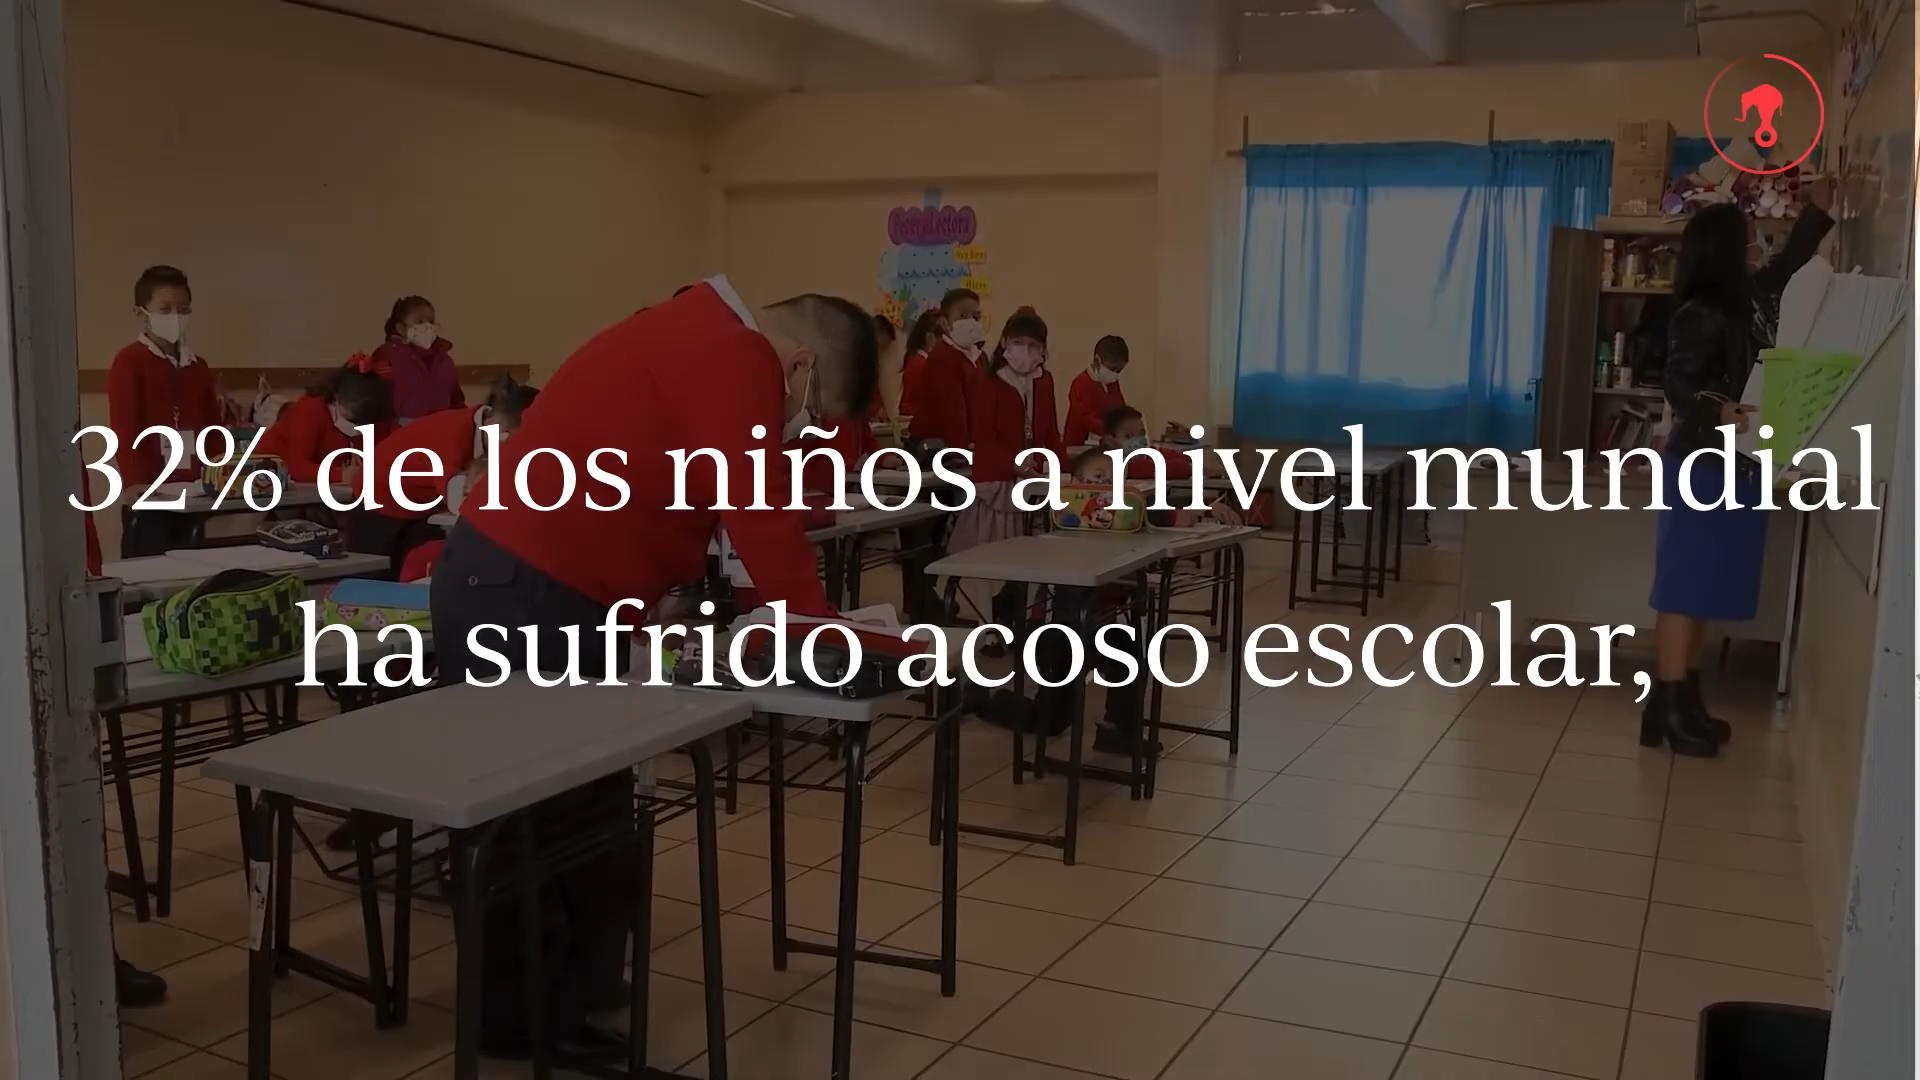 32% de los niños a nivel mundial
ha sufrido acoso escolar,